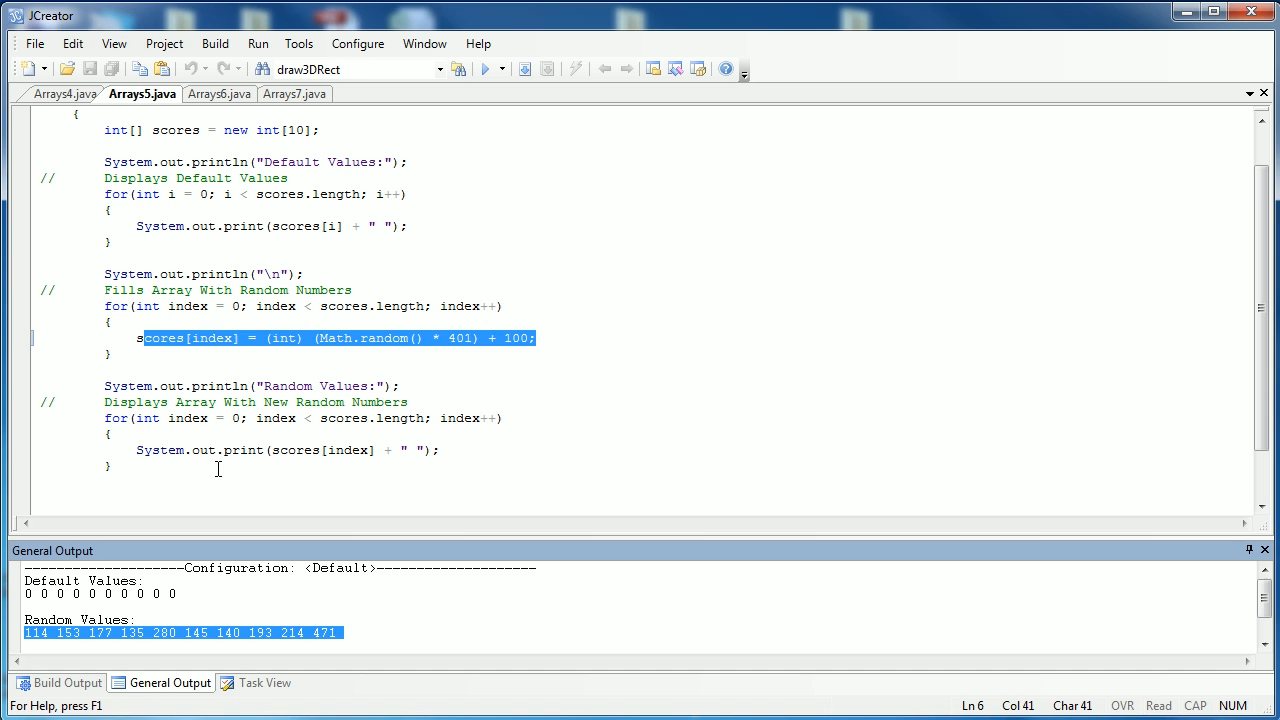 JCreator
File Edit View Project Build Run Tools Configure Window Help
draw3DRect
Arrays4.java Arrays5.java Arrays6.java Arrays7.java
{
int[] scores = new int[10];
System.out.println("Default Values:");
// Displays Default Values
for(int i = 0; i < scores.length; i++)
{
System.out.print(scores[i] + " ");
}
System.out.println("\n");
// Fills Array With Random Numbers
for(int index = 0; index < scores.length; index++)
{
scores[index] = (int) (Math.random() * 401) + 100;
}
System.out.println("Random Values:");
// Displays Array With New Random Numbers
for(int index = 0; index < scores.length; index++)
{
System.out.print(scores[index] + " ");
}
General Output
--------------------Configuration: <Default>--------------------
Default Values:
0 0 0 0 0 0 0 0 0 0
Random Values:
114 153 177 135 280 145 140 193 214 471
Build Output General Output Task View
For Help, press F1 Ln 6 Col 41 Char 41 OVR Read CAP NUM